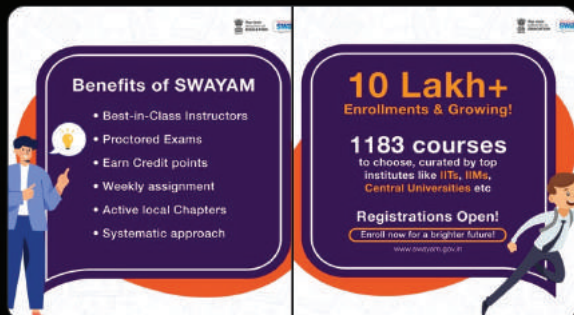 Benefits of SWAYAM
• Best-in-Class Instructors
• Proctored Exams
• Earn Credit points
• Weekly assignment
• Active local Chapters
• Systematic approach
10 Lakh+
Enrollments & Growing!
1183 courses
to choose, curated by top
institutes like IITs, IIMs,
Central Universities etc
Registrations Open!
Enroll now for a brighter future!
www.swayam.gov.in